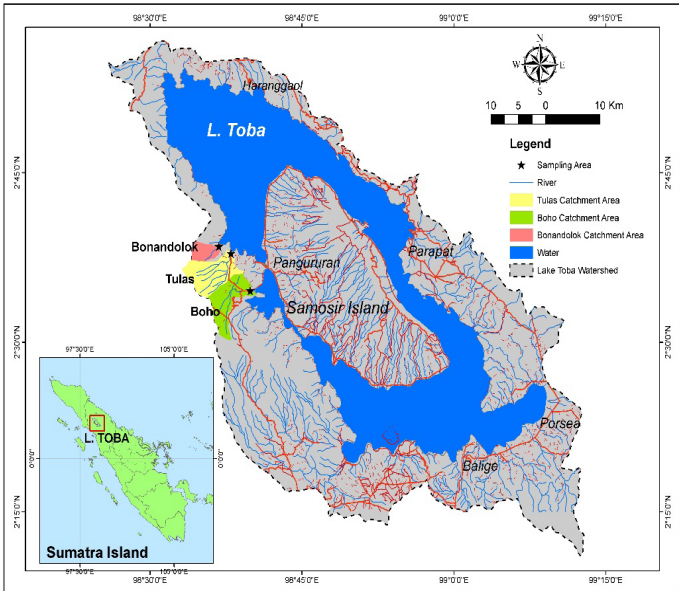 98°30'0"E 98°45'0"E 99°0'0"E 99°15'0"E
N
W E
S
10 5 0 10 Km
Legend
Sampling Area
River
Tulas Catchment Area
Boho Catchment Area
Bonandolok Catchment Area
Water
Lake Toba Watershed
Haranggaol
L. Toba
2°45'0"N 2°45'0"N
Bonandolok
Parapat
Pangururan
Tulas
Samosir Island
Boho
2°30'0"N 2°30'0"N
97°30'0"E 105°0'0"E
L. TOBA
Porsea
0°0'0" 0°0'0"
Balige
2°15'0"N 2°15'0"N
Sumatra Island
97°30'0"E 105°0'0"E
98°30'0"E 98°45'0"E 99°0'0"E 99°15'0"E